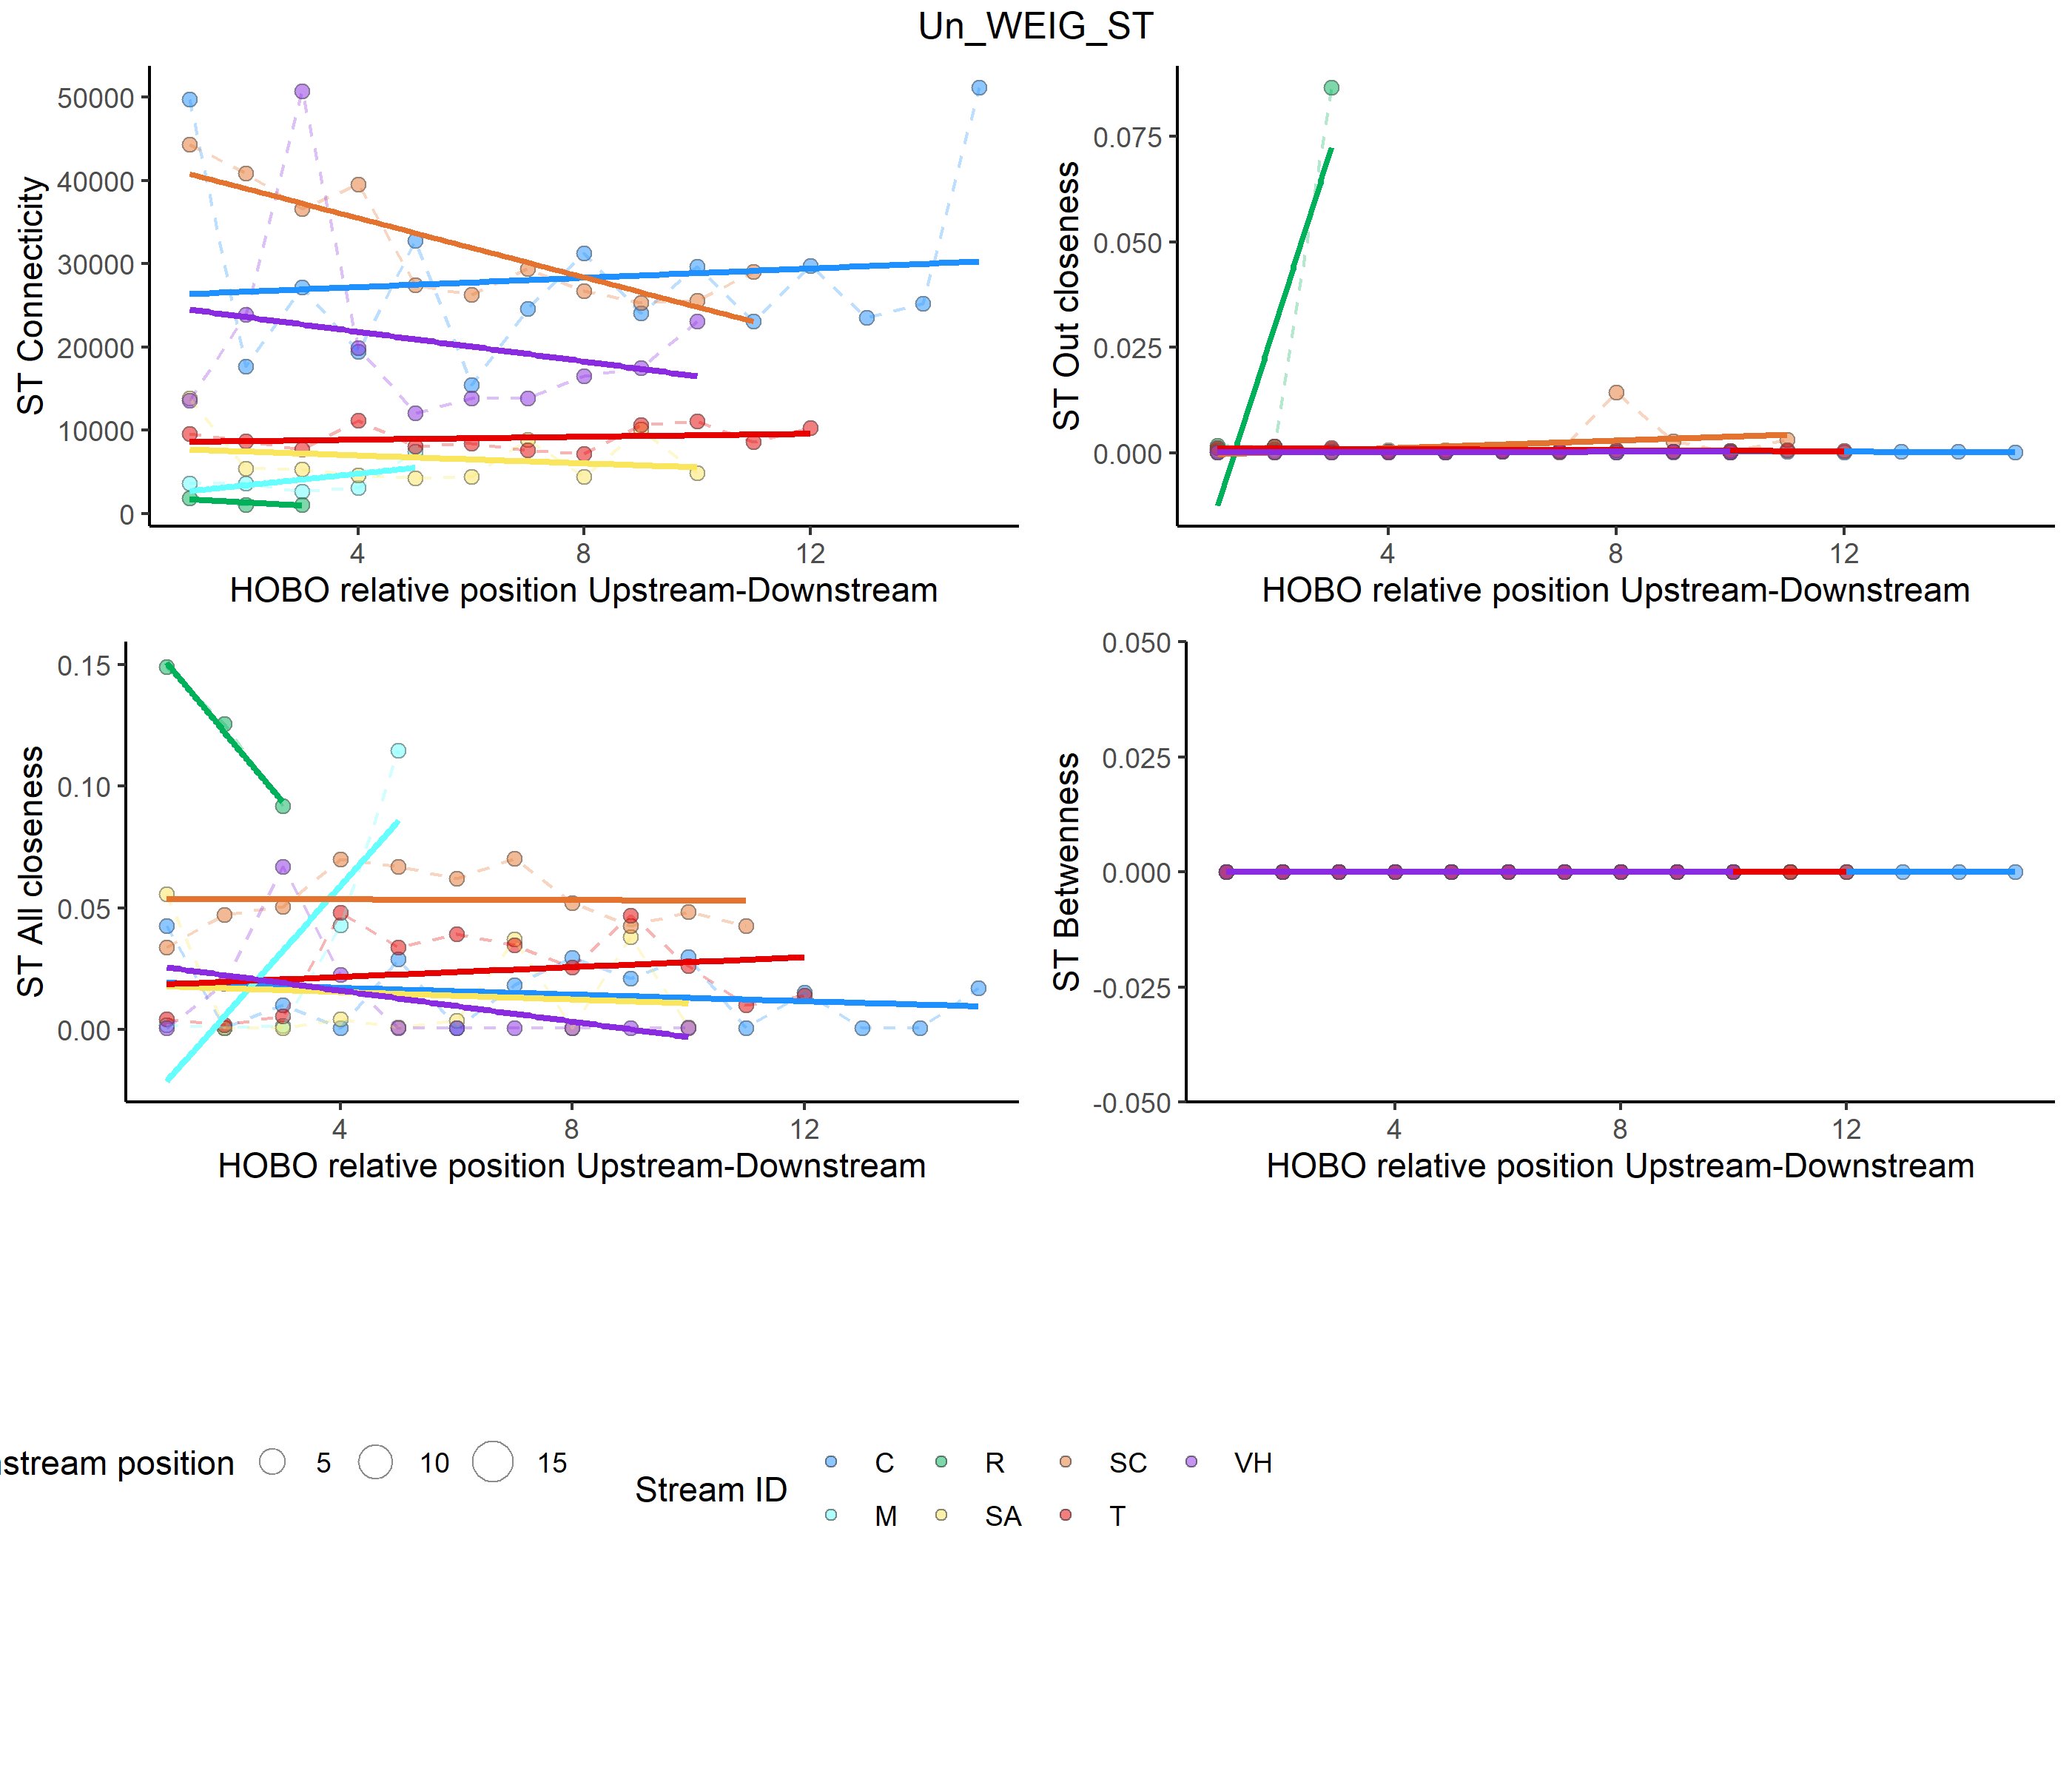 Un_WEIG_ST
50000
40000
30000
20000
10000
0
ST Connecticity
4 8 12
HOBO relative position Upstream-Downstream
0.075
0.050
0.025
0.000
ST Out closeness
4 8 12
HOBO relative position Upstream-Downstream
0.15
0.10
0.05
0.00
ST All closeness
4 8 12
HOBO relative position Upstream-Downstream
0.050
0.025
0.000
-0.025
-0.050
ST Betwenness
4 8 12
HOBO relative position Upstream-Downstream
nstream position 5 10 15
Stream ID
C R SC VH
M SA T